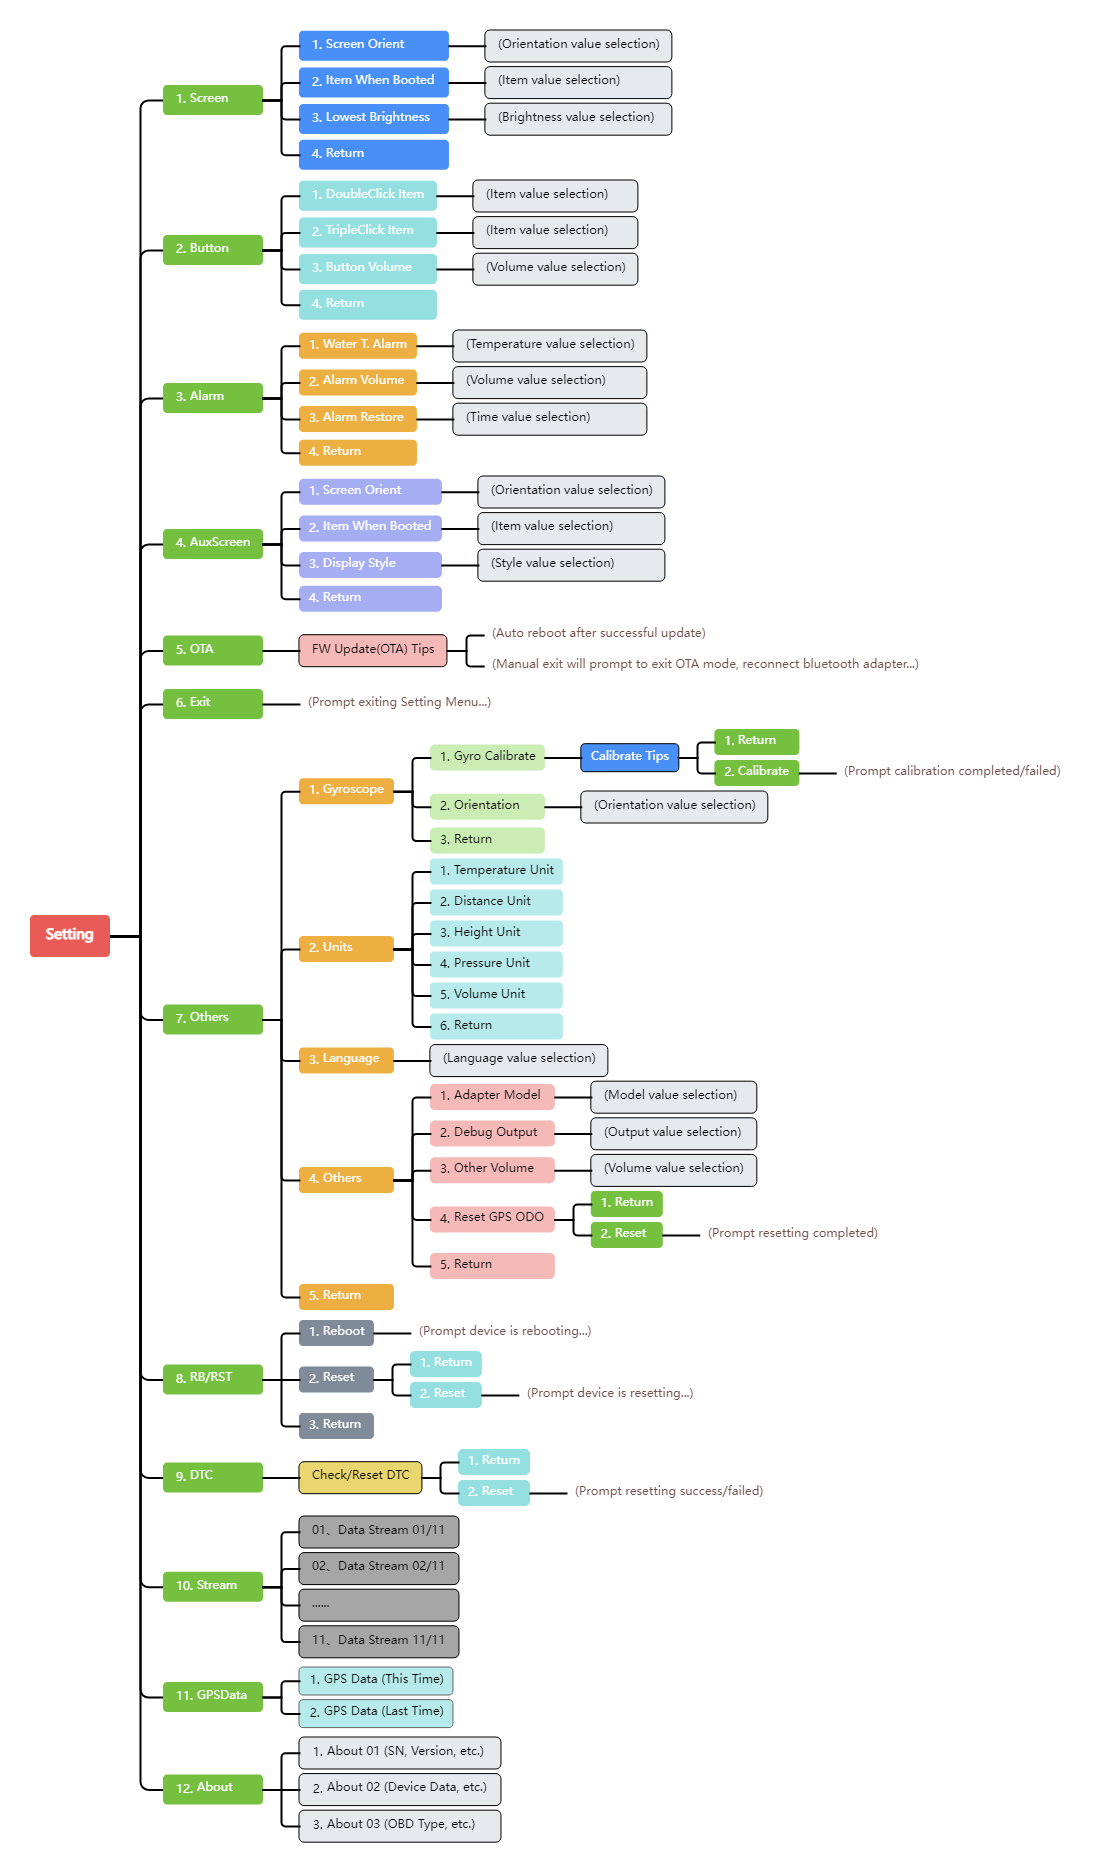 Setting
1. Screen
1. Screen Orient
(Orientation value selection)
2. Item When Booted
(Item value selection)
3. Lowest Brightness
(Brightness value selection)
4. Return
2. Button
1. DoubleClick Item
(Item value selection)
2. TripleClick Item
(Item value selection)
3. Button Volume
(Volume value selection)
4. Return
3. Alarm
1. Water T. Alarm
(Temperature value selection)
2. Alarm Volume
(Volume value selection)
3. Alarm Restore
(Time value selection)
4. Return
4. AuxScreen
1. Screen Orient
(Orientation value selection)
2. Item When Booted
(Item value selection)
3. Display Style
(Style value selection)
4. Return
5. OTA
FW Update(OTA) Tips
(Auto reboot after successful update)
(Manual exit will prompt to exit OTA mode, reconnect bluetooth adapter...)
6. Exit
(Prompt exiting Setting Menu...)
7. Others
1. Gyroscope
1. Gyro Calibrate
Calibrate Tips
1. Return
2. Calibrate
(Prompt calibration completed/failed)
2. Orientation
(Orientation value selection)
3. Return
2. Units
1. Temperature Unit
2. Distance Unit
3. Height Unit
4. Pressure Unit
5. Volume Unit
6. Return
3. Language
(Language value selection)
4. Others
1. Adapter Model
(Model value selection)
2. Debug Output
(Output value selection)
3. Other Volume
(Volume value selection)
4. Reset GPS ODO
1. Return
2. Reset
(Prompt resetting completed)
5. Return
5. Return
8. RB/RST
1. Reboot
(Prompt device is rebooting...)
2. Reset
1. Return
2. Reset
(Prompt device is resetting...)
3. Return
9. DTC
Check/Reset DTC
1. Return
2. Reset
(Prompt resetting success/failed)
10. Stream
01、Data Stream 01/11
02、Data Stream 02/11
......
11、Data Stream 11/11
11. GPSData
1. GPS Data (This Time)
2. GPS Data (Last Time)
12. About
1. About 01 (SN, Version, etc.)
2. About 02 (Device Data, etc.)
3. About 03 (OBD Type, etc.)